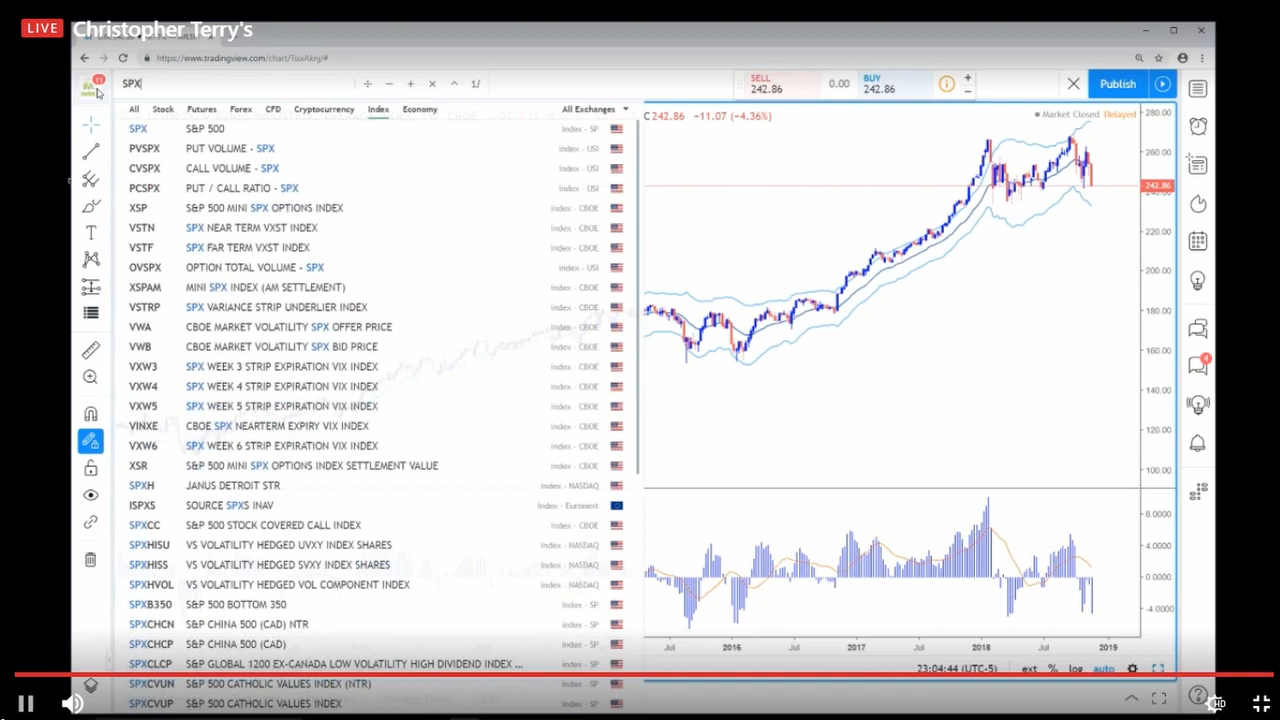 LIVE Christopher Terry's
https://www.tradingview.com/chart/TsixAknj/#
11
SPX 1/
SELL 242.86 0.00 BUY 242.86
Publish
All Stock Futures Forex CFD Cryptocurrency Index Economy All Exchanges
C242.86 −11.07 (−4.36%)
Market Closed Delayed
SPX S&P 500 index - SP
PVSPX PUT VOLUME - SPX index - USI
CVSPX CALL VOLUME - SPX index - USI
PCSPX PUT / CALL RATIO - SPX index - USI
XSP S&P 500 MINI SPX OPTIONS INDEX index - CBOE
VSTN SPX NEAR TERM VXST INDEX index - CBOE
VSTF SPX FAR TERM VXST INDEX index - CBOE
OVSPX OPTION TOTAL VOLUME - SPX index - USI
XSPAM MINI SPX INDEX (AM SETTLEMENT) index - CBOE
VSTRP SPX VARIANCE STRIP UNDERLIER INDEX index - CBOE
VWA CBOE MARKET VOLATILITY SPX OFFER PRICE index - CBOE
VWB CBOE MARKET VOLATILITY SPX BID PRICE index - CBOE
VXW3 SPX WEEK 3 STRIP EXPIRATION VIX INDEX index - CBOE
VXW4 SPX WEEK 4 STRIP EXPIRATION VIX INDEX index - CBOE
VXW5 SPX WEEK 5 STRIP EXPIRATION VIX INDEX index - CBOE
VINXE CBOE SPX NEARTERM EXPIRY VIX INDEX index - CBOE
VXW6 SPX WEEK 6 STRIP EXPIRATION VIX INDEX index - CBOE
XSR S&P 500 MINI SPX OPTIONS INDEX SETTLEMENT VALUE index - CBOE
SPXH JANUS DETROIT STR index - NASDAQ
ISPXS SOURCE SPXS INAV index - Euronext
SPXCC S&P 500 STOCK COVERED CALL INDEX index - CBOE
SPXHISU VS VOLATILITY HEDGED UVXY INDEX SHARES index - NASDAQ
SPXHISS VS VOLATILITY HEDGED SVXY INDEX SHARES index - NASDAQ
SPXHVOL VS VOLATILITY HEDGED VOL COMPONENT INDEX index - NASDAQ
SPXB350 S&P 500 BOTTOM 350 index - SP
SPXCHCN S&P CHINA 500 (CAD) NTR index - SP
SPXCHCP S&P CHINA 500 (CAD) index - SP
SPXCLCP S&P GLOBAL 1200 EX-CANADA LOW VOLATILITY HIGH DIVIDEND INDEX ... index - SP
SPXCVUN S&P 500 CATHOLIC VALUES INDEX (NTR) index - SP
SPXCVUP S&P 500 CATHOLIC VALUES INDEX index - SP
280.00
260.00
242.86
240.00
220.00
200.00
180.00
160.00
140.00
120.00
100.00
8.0000
4.0000
0.0000
-4.0000
4
Jul 2016 Jul 2017 Jul 2018 Jul 2019
23:04:44 (UTC-5) ext % log auto
HD